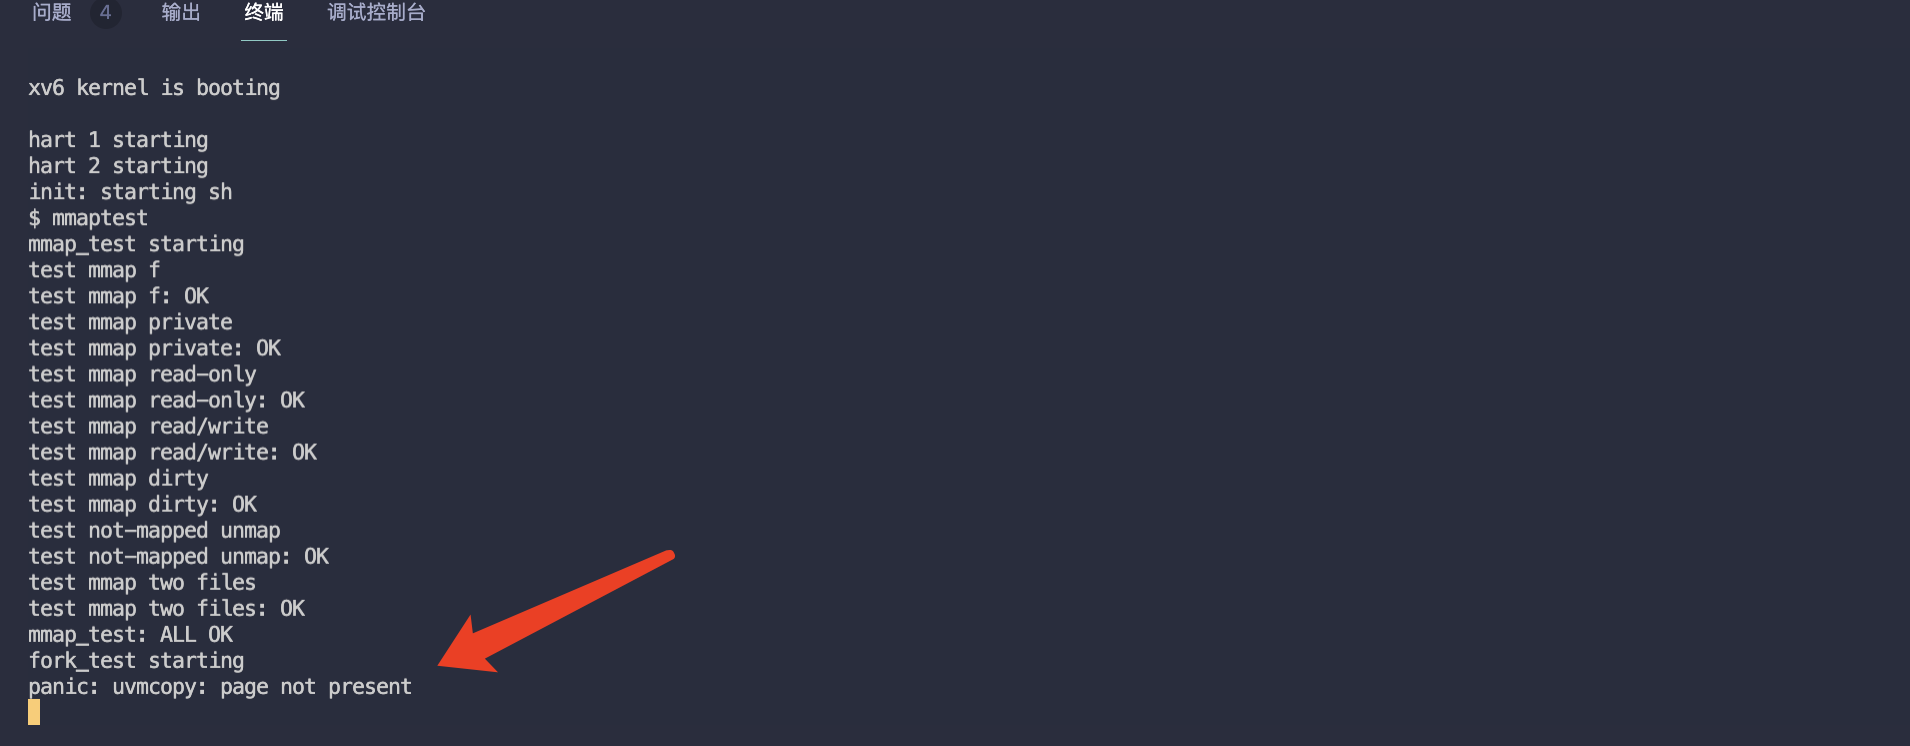 问题 4 输出 终端 调试控制台
xv6 kernel is booting
hart 1 starting
hart 2 starting
init: starting sh
$ mmaptest
mmap_test starting
test mmap f
test mmap f: OK
test mmap private
test mmap private: OK
test mmap read-only
test mmap read-only: OK
test mmap read/write
test mmap read/write: OK
test mmap dirty
test mmap dirty: OK
test not-mapped unmap
test not-mapped unmap: OK
test mmap two files
test mmap two files: OK
mmap_test: ALL OK
fork_test starting
panic: uvmcopy: page not present